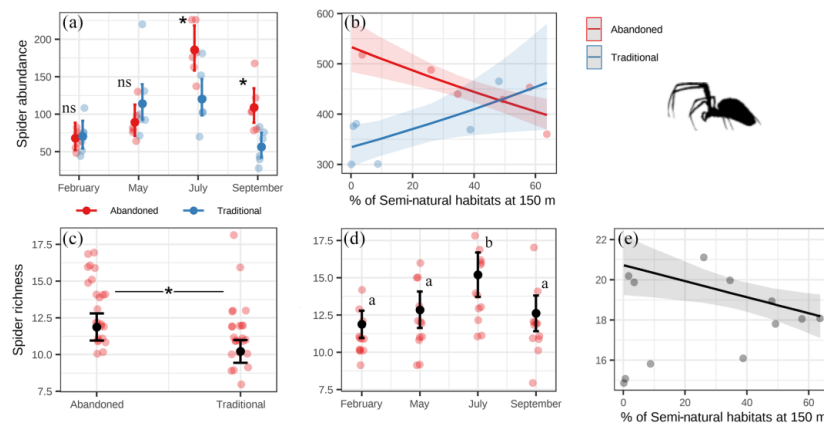 (a)
Spider abundance
200
150
100
50
ns
ns
*
*
February May July September
Abandoned Traditional
(b)
600
500
400
300
0 20 40 60
% of Semi-natural habitats at 150 m
Abandoned
Traditional
(c)
Spider richness
17.5
15.0
12.5
10.0
7.5
*
Abandoned Traditional
(d)
17.5
15.0
12.5
10.0
7.5
a
a
b
a
February May July September
(e)
22
20
18
16
0 20 40 60
% of Semi-natural habitats at 150 m